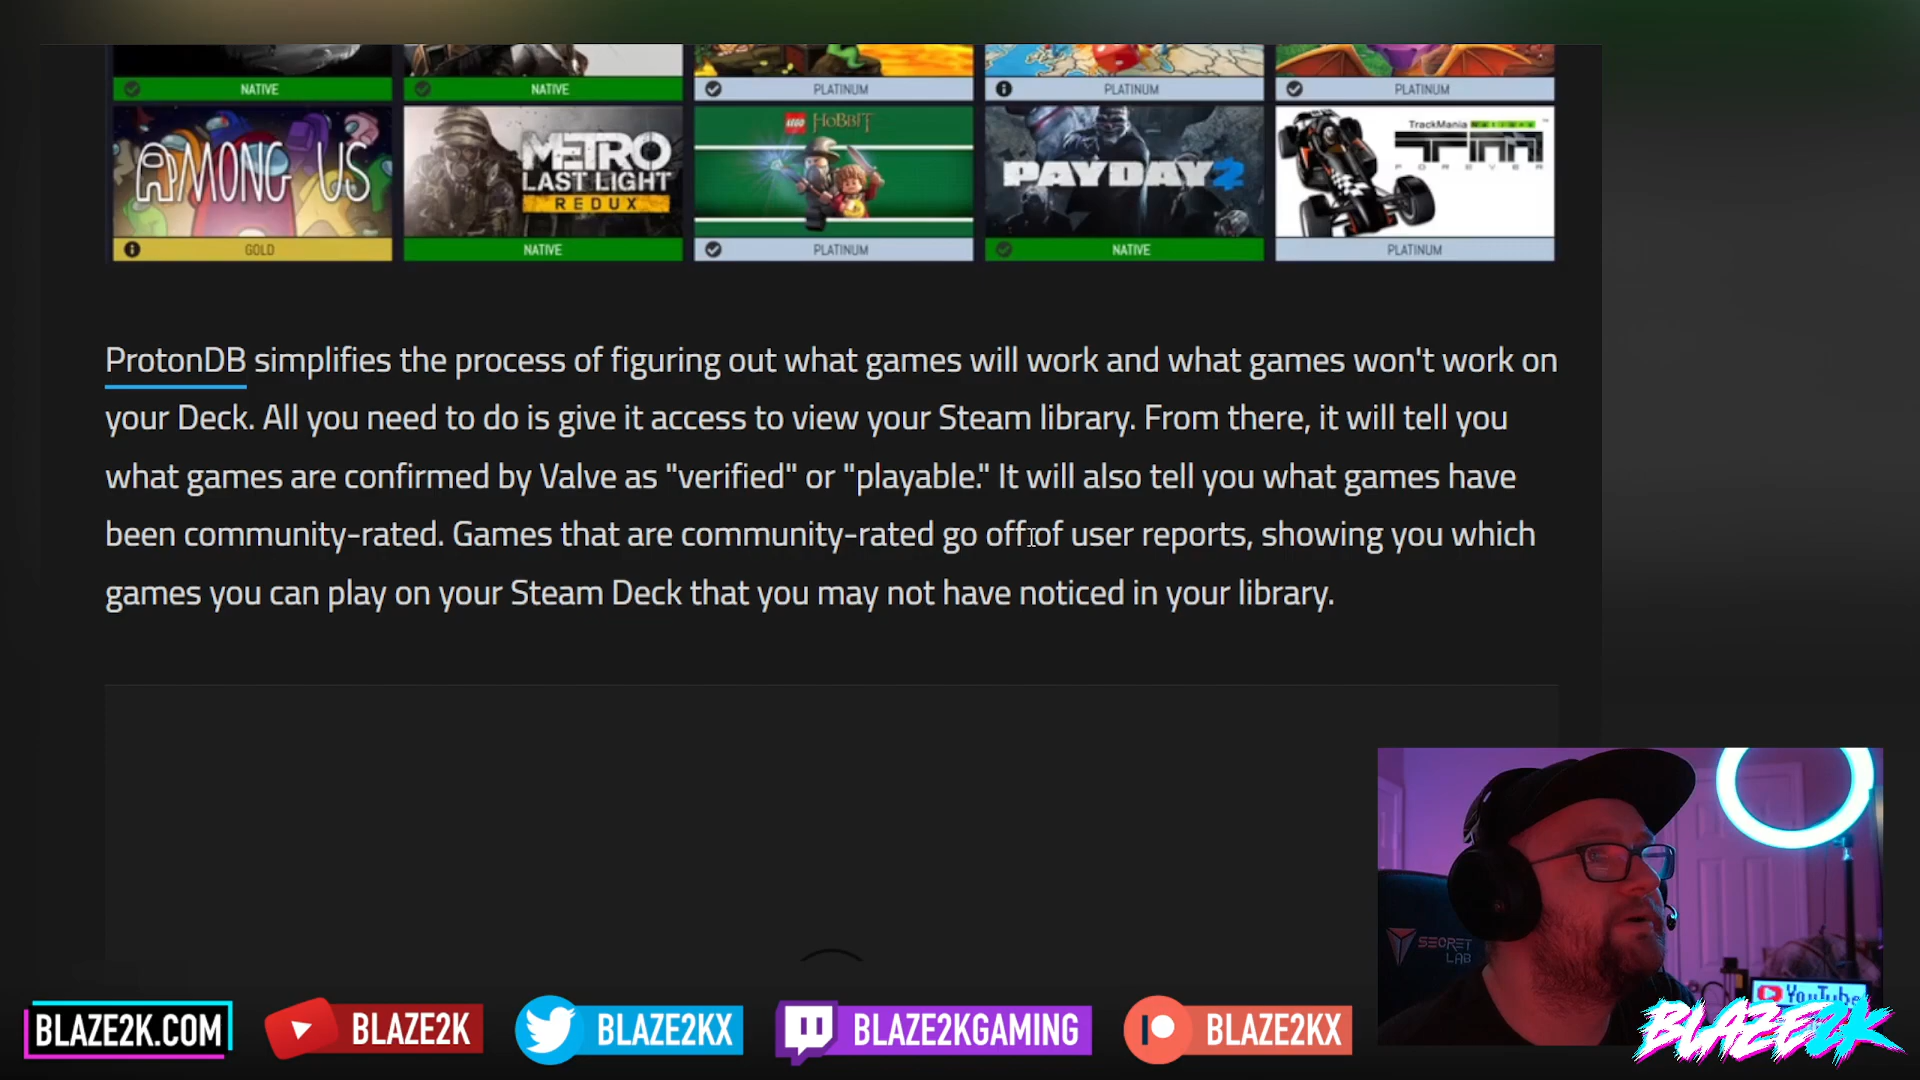 NATIVE NATIVE PLATINUM PLATINUM PLATINUM
AMONG US
METRO
LAST LIGHT
REDUX
LEGO HOBBIT
PAYDAY 2
TrackMania Nations
FOREVER
GOLD NATIVE PLATINUM NATIVE PLATINUM
ProtonDB simplifies the process of figuring out what games will work and what games won't work on
your Deck. All you need to do is give it access to view your Steam library. From there, it will tell you
what games are confirmed by Valve as "verified" or "playable." It will also tell you what games have
been community-rated. Games that are community-rated go off of user reports, showing you which
games you can play on your Steam Deck that you may not have noticed in your library.
SECRET
LAB
YouTube
BLAZE2K.COM BLAZE2K BLAZE2KX BLAZE2KGAMING BLAZE2KX
BLAZE2K